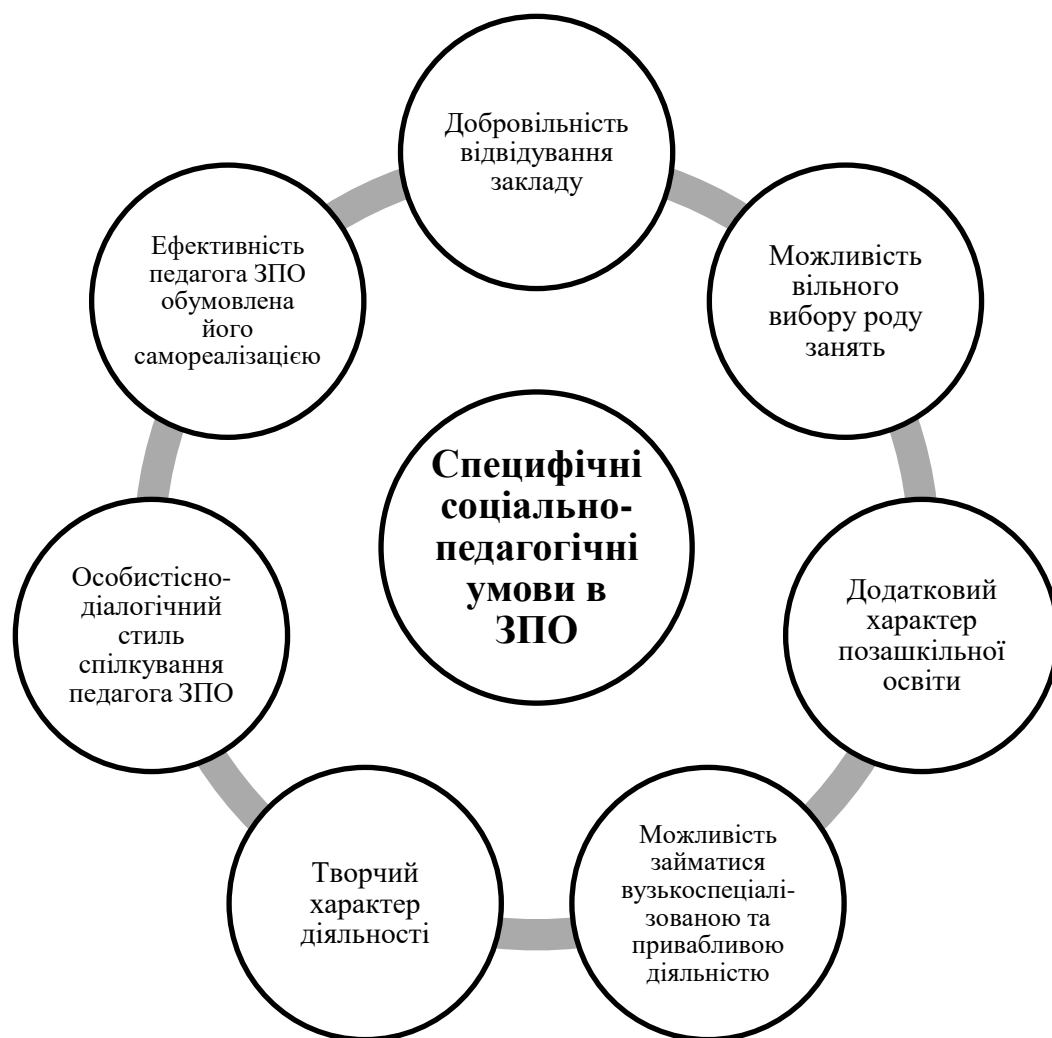 Добровільність
відвідування
закладу
Можливість
вільного
вибору роду
занять
Додатковий
характер
позашкільної
освіти
Можливість
займатися
вузькоспеціалі-
зованою та
привабливою
діяльністю
Творчий
характер
діяльності
Особистісно-
діалогічний
стиль
спілкування
педагога ЗПО
Ефективність
педагога ЗПО
обумовлена
його
самореалізацією
Специфічні
соціально-
педагогічні
умови в
ЗПО